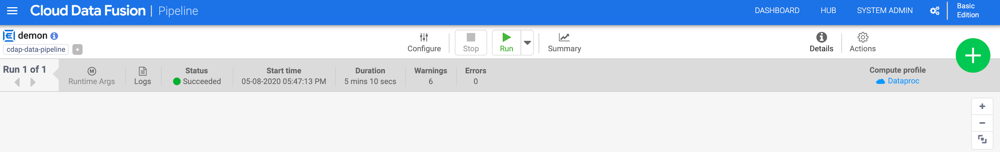 Cloud Data Fusion | Pipeline
DASHBOARD HUB SYSTEM ADMIN
Basic
Edition
demon
cdap-data-pipeline
Configure
Stop
Run
Summary
Details
Actions
Run 1 of 1
M
Runtime Args
Logs
Status
Succeeded
Start time
05-08-2020 05:47:13 PM
Duration
5 mins 10 secs
Warnings
6
Errors
0
Compute profile
Dataproc